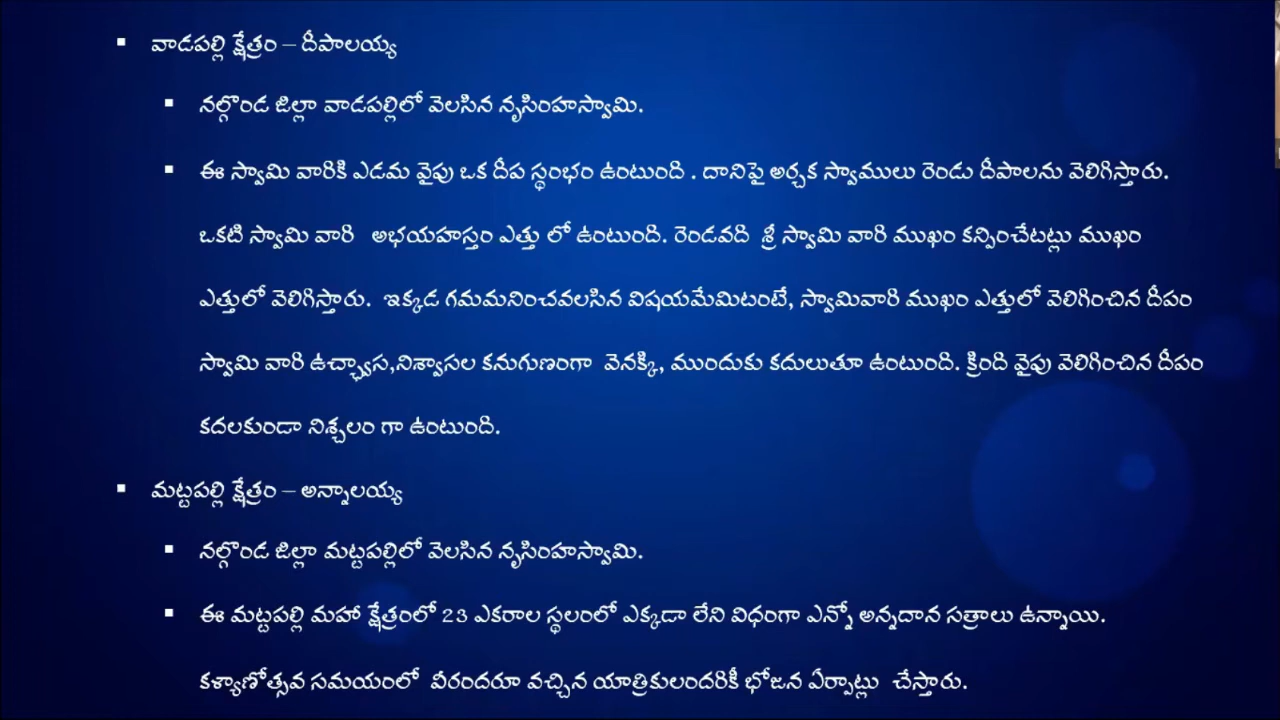 వాడపల్లి క్షేత్రం – దీపాలయ్య
నల్గొండ జిల్లా వాడపల్లిలో వెలసిన నృసింహస్వామి.
ఈ స్వామి వారికి ఎడమ వైపు ఒక దీప స్థంభం ఉంటుంది . దానిపై అర్చక స్వాములు రెండు దీపాలను వెలిగిస్తారు.
ఒకటి స్వామి వారి అభయహస్తం ఎత్తు లో ఉంటుంది. రెండవది శ్రీ స్వామి వారి ముఖం కన్పించేటట్లు ముఖం
ఎత్తులో వెలిగిస్తారు. ఇక్కడ గమమనించవలసిన విషయమేమిటంటే, స్వామివారి ముఖం ఎత్తులో వెలిగించిన దీపం
స్వామి వారి ఉచ్ఛ్వాస,నిశ్వాసల కనుగుణంగా వెనక్కి, ముందుకు కదులుతూ ఉంటుంది. క్రింది వైపు వెలిగించిన దీపం
కదలకుండా నిశ్చలం గా ఉంటుంది.
మట్టపల్లి క్షేత్రం – అన్నాలయ్య
నల్గొండ జిల్లా మట్టపల్లిలో వెలసిన నృసింహస్వామి.
ఈ మట్టపల్లి మహా క్షేత్రంలో 23 ఎకరాల స్థలంలో ఎక్కడా లేని విధంగా ఎన్నో అన్నదాన సత్రాలు ఉన్నాయి.
కళ్యాణోత్సవ సమయంలో వీరందరూ వచ్చిన యాత్రికులందరికీ భోజన ఏర్పాట్లు చేస్తారు.